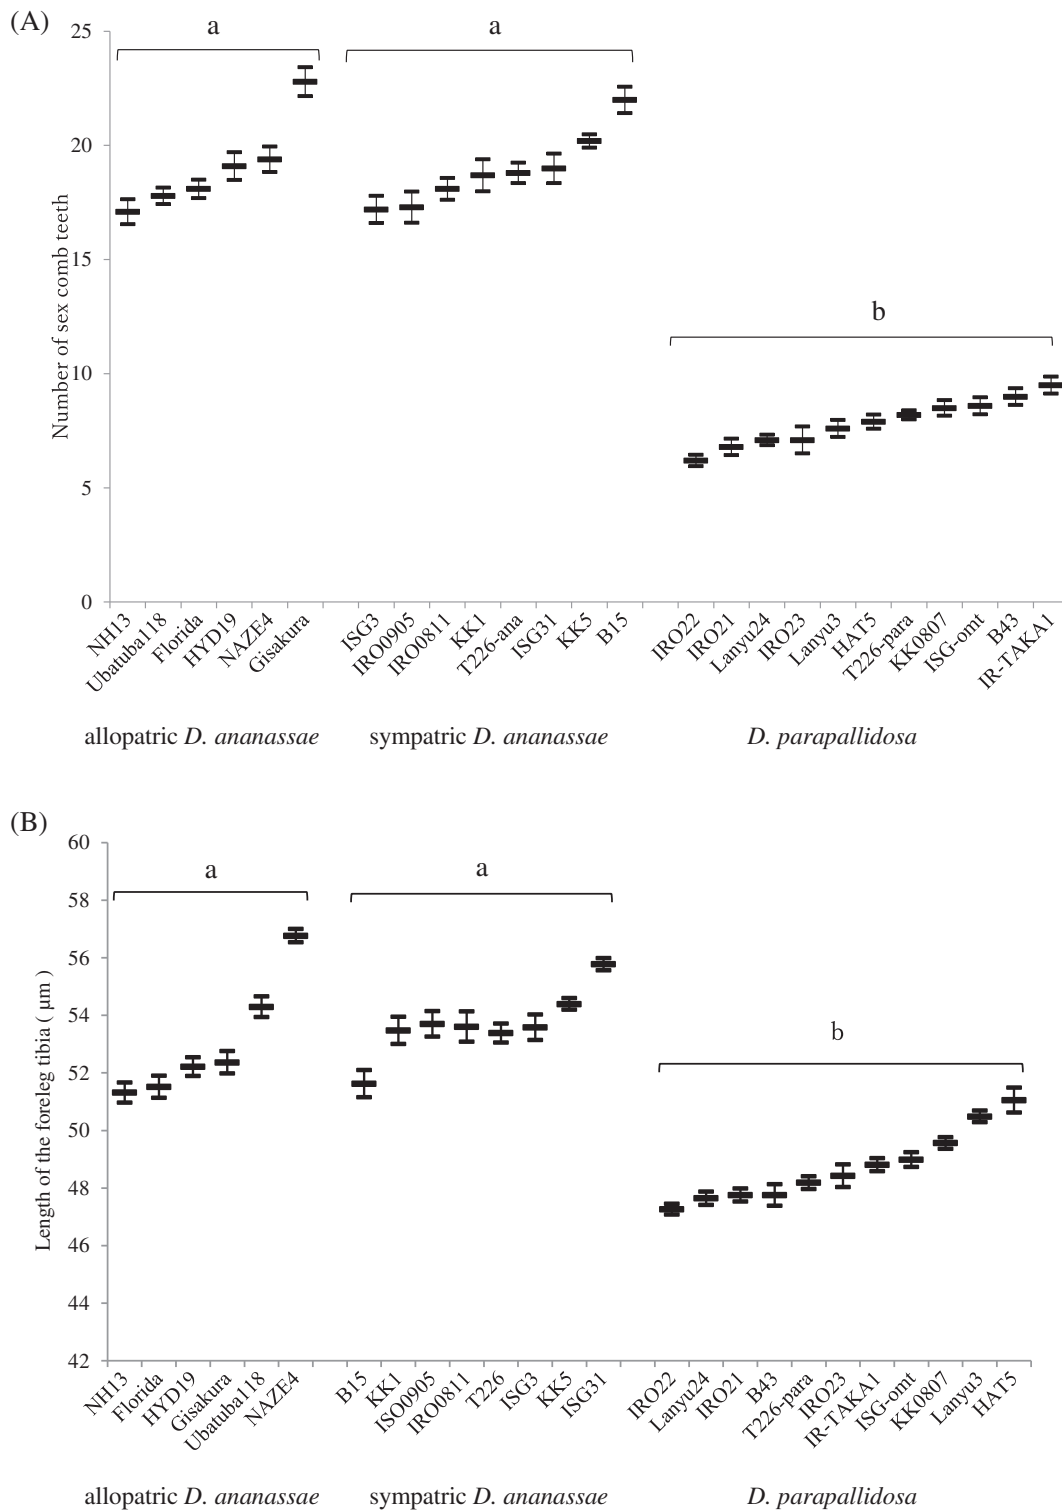 (A)
25
20
15
10
5
0
Number of sex comb teeth
a
a
b
NH13
Ubatuba118
Florida
HYD19
NAZE4
Gisakura
ISG3
IRO0905
IRO0811
KK1
T226-ana
ISG31
KK5
B15
IRO22
IRO21
Lanyu24
IRO23
Lanyu3
HAT5
T226-para
KK0807
ISG-omt
B43
IR-TAKA1
allopatric D. ananassae
sympatric D. ananassae
D. parapallidosa
(B)
60
58
56
54
52
50
48
46
44
42
Length of the foreleg tibia ( μm )
a
a
b
NH13
Florida
HYD19
Gisakura
Ubatuba118
NAZE4
B15
KK1
ISO0905
IRO0811
T226
ISG3
KK5
ISG31
IRO22
Lanyu24
IRO21
B43
T226-para
IRO23
IR-TAKA1
ISG-omt
KK0807
Lanyu3
HAT5
allopatric D. ananassae
sympatric D. ananassae
D. parapallidosa